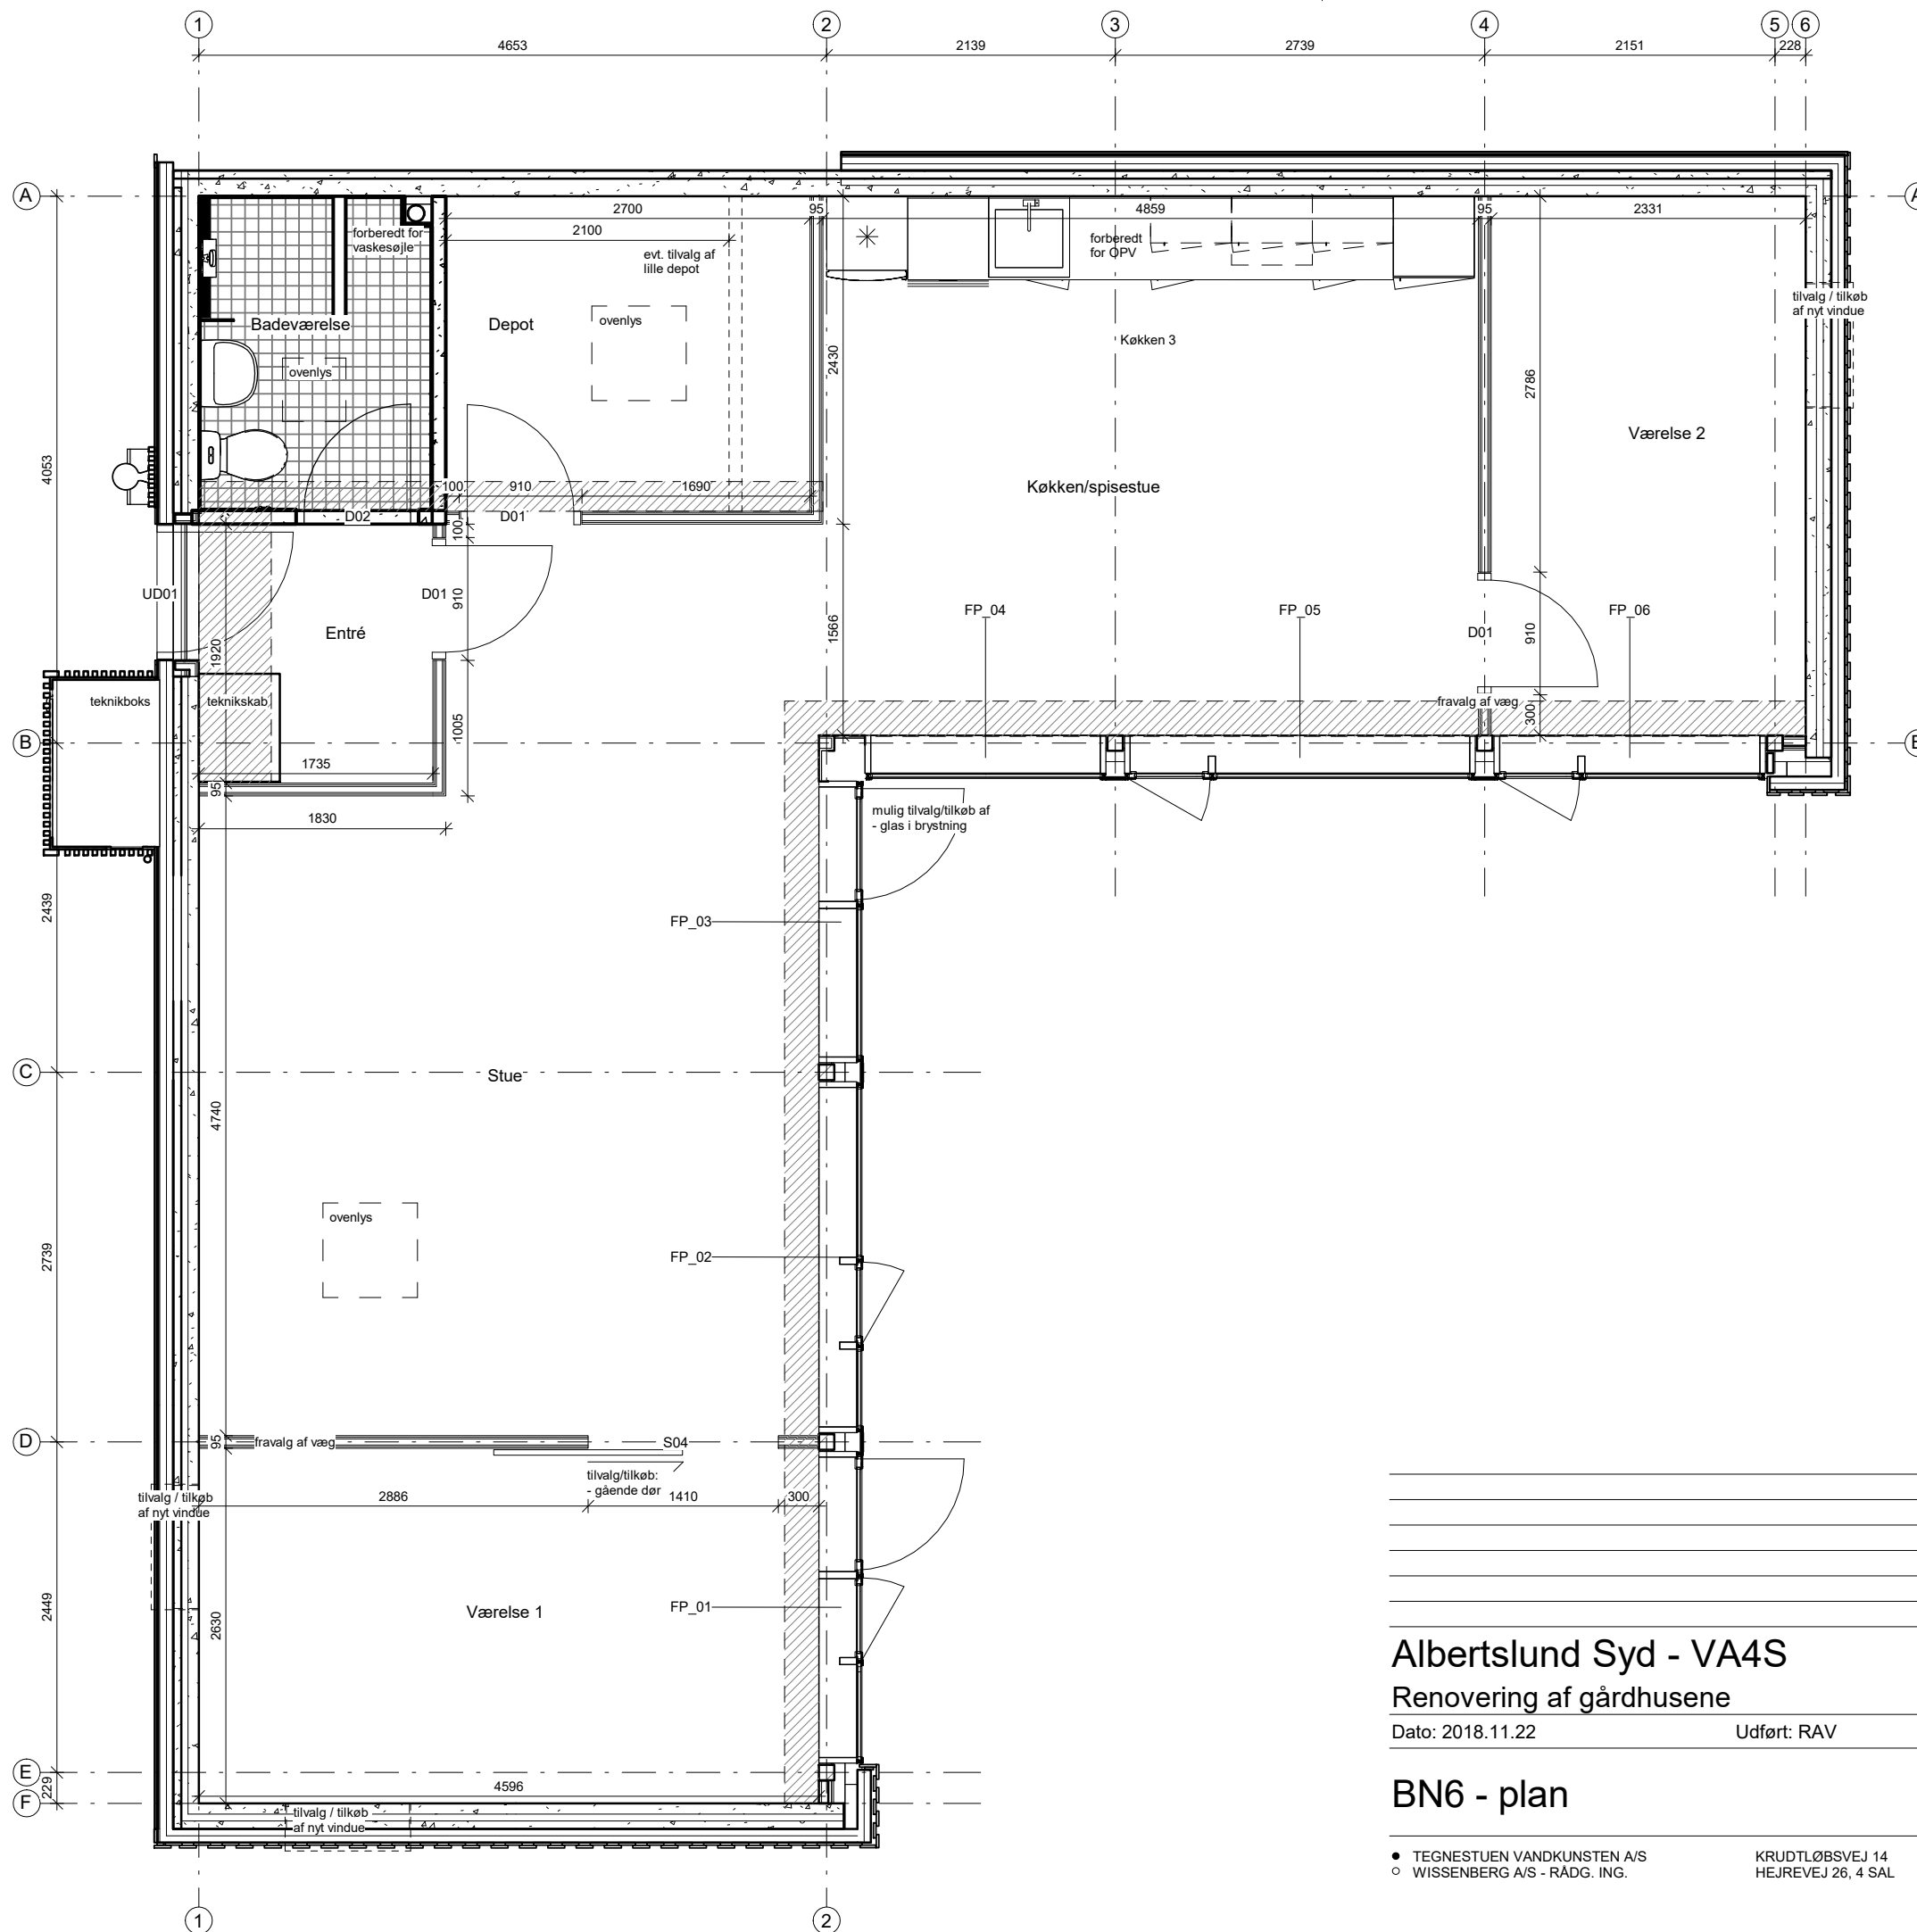 1 2 3 4 5 6
4653 2139 2739 2151 228
A
2700 95 4859 95 2331
2100
forberedt for
vaskesøjle
evt. tilvalg af
lille depot
forberedt
for OPV
tilvalg / tilkøb
af nyt vindue
Badeværelse
Depot
ovenlys
ovenlys
Køkken 3
2430
2786
Værelse 2
4053
Køkken/spisestue
100 910 1690
D02
D01
100
UD01
D01
910
Entré
1920
1566
FP_04
FP_05
D01
910
FP_06
teknikboks
teknikskab
fravalg af væg
300
1005
B
1735
95
1830
mulig tilvalg/tilkøb af
- glas i brystning
2439
FP_03
C
Stue
4740
ovenlys
2739
FP_02
D
95
fravalg af væg
S04
tilvalg/tilkøb:
- gående dør
tilvalg / tilkøb
af nyt vindue
2886 1410 300
2449
2630
Værelse 1
FP_01
E
229
F
4596
tilvalg / tilkøb
af nyt vindue
1 2
Albertslund Syd - VA4S
Renovering af gårdhusene
Dato: 2018.11.22 Udført: RAV
BN6 - plan
TEGNESTUEN VANDKUNSTEN A/S KRUDTLØBSVEJ 14
WISSENBERG A/S - RÅDG. ING. HEJREVEJ 26, 4 SAL